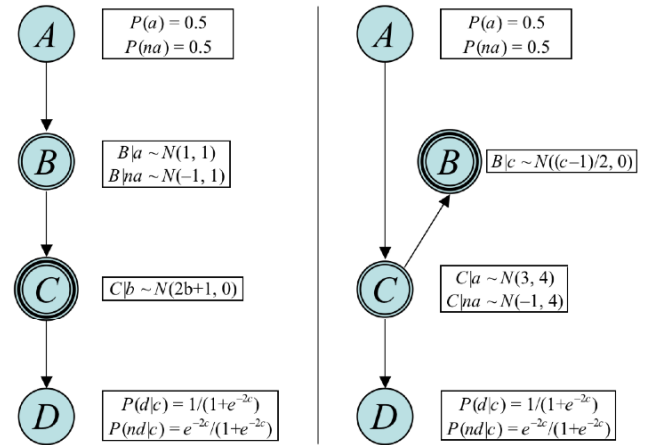 A
P(a) = 0.5
P(na) = 0.5
B
B|a ~ N(1, 1)
B|na ~ N(−1, 1)
C
C|b ~ N(2b+1, 0)
D
P(d|c) = 1/(1+e^{-2c})
P(nd|c) = e^{-2c}/(1+e^{-2c})
A
P(a) = 0.5
P(na) = 0.5
B
B|c ~ N((c−1)/2, 0)
C
C|a ~ N(3, 4)
C|na ~ N(−1, 4)
D
P(d|c) = 1/(1+e^{-2c})
P(nd|c) = e^{-2c}/(1+e^{-2c})